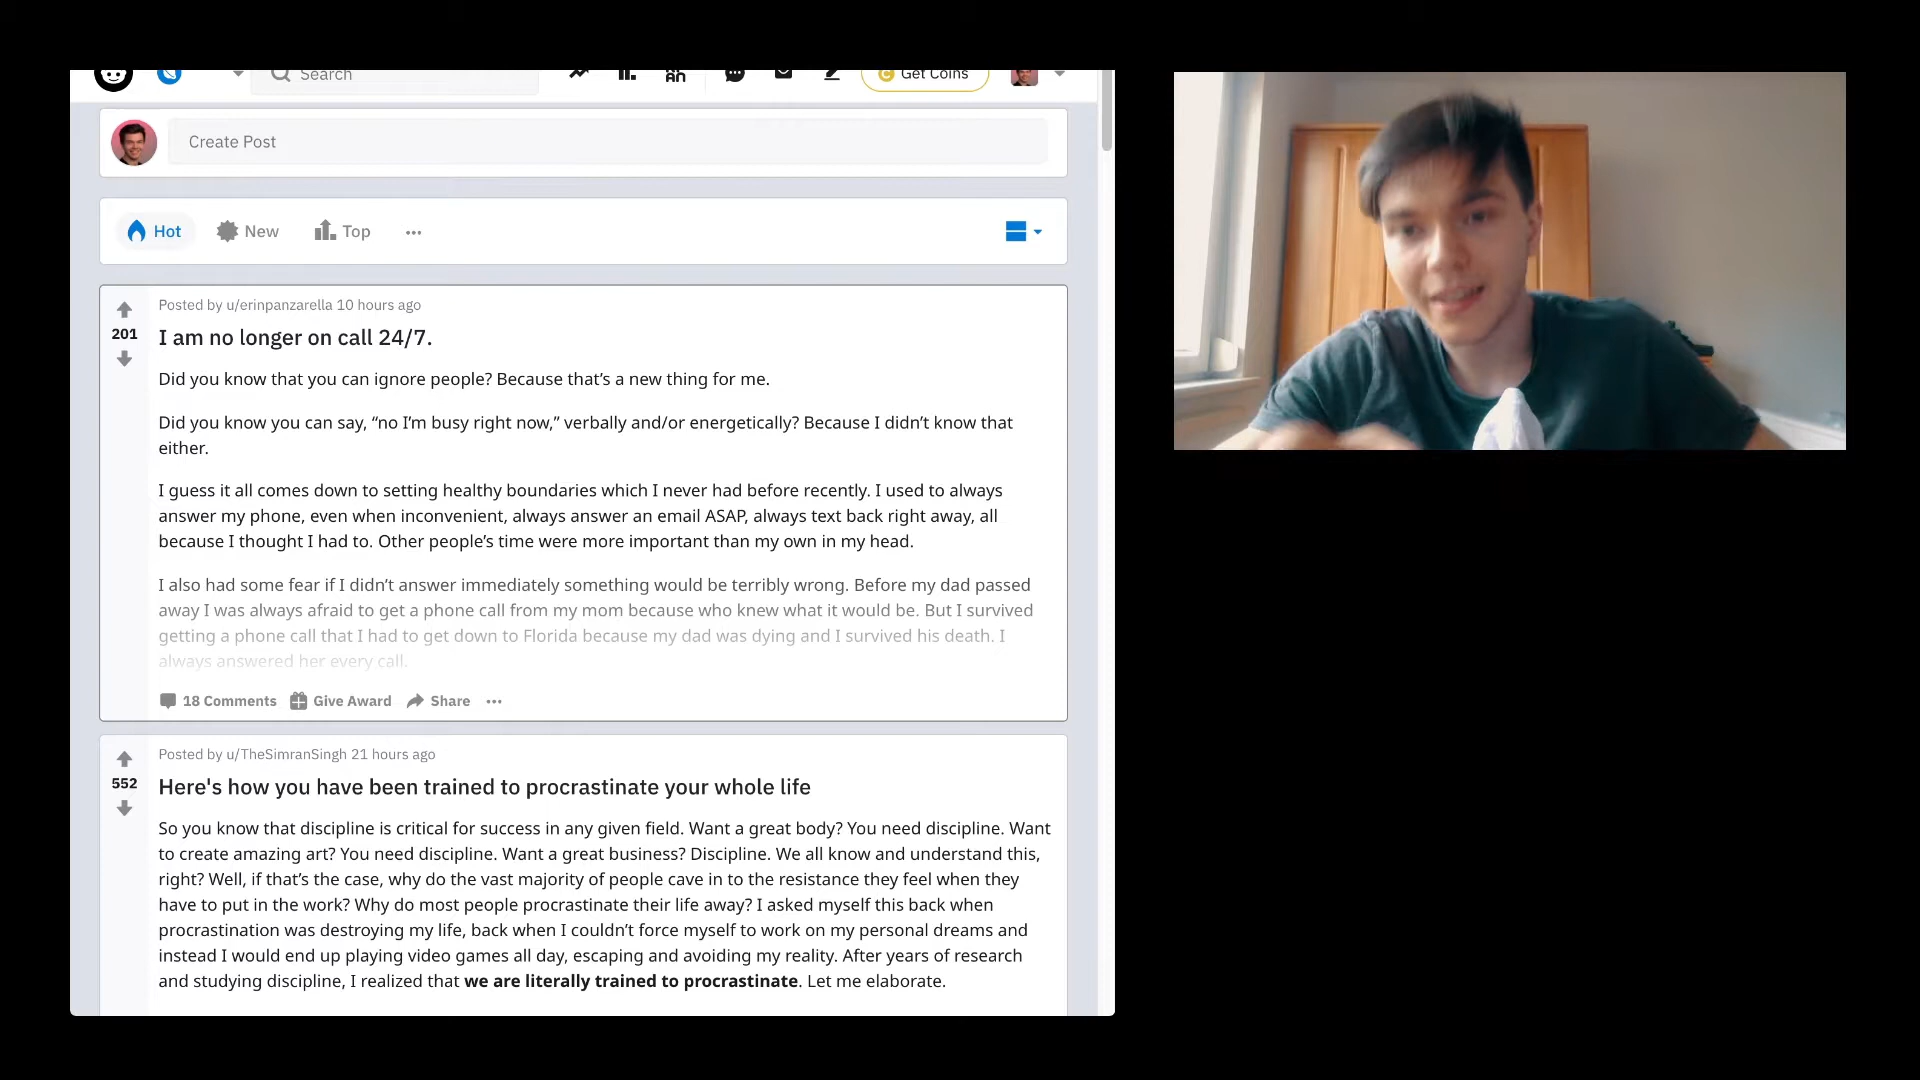 Search
Get Coins
Create Post
Hot
New
Top
Posted by u/erinpanzarella 10 hours ago
201
I am no longer on call 24/7.
Did you know that you can ignore people? Because that’s a new thing for me.
Did you know you can say, “no I’m busy right now,” verbally and/or energetically? Because I didn’t know that
either.
I guess it all comes down to setting healthy boundaries which I never had before recently. I used to always
answer my phone, even when inconvenient, always answer an email ASAP, always text back right away, all
because I thought I had to. Other people’s time were more important than my own in my head.
I also had some fear if I didn’t answer immediately something would be terribly wrong. Before my dad passed
away I was always afraid to get a phone call from my mom because who knew what it would be. But I survived
getting a phone call that I had to get down to Florida because my dad was dying and I survived his death. I
always answered her every call.
18 Comments
Give Award
Share
Posted by u/TheSimranSingh 21 hours ago
552
Here's how you have been trained to procrastinate your whole life
So you know that discipline is critical for success in any given field. Want a great body? You need discipline. Want
to create amazing art? You need discipline. Want a great business? Discipline. We all know and understand this,
right? Well, if that’s the case, why do the vast majority of people cave in to the resistance they feel when they
have to put in the work? Why do most people procrastinate their life away? I asked myself this back when
procrastination was destroying my life, back when I couldn’t force myself to work on my personal dreams and
instead I would end up playing video games all day, escaping and avoiding my reality. After years of research
and studying discipline, I realized that we are literally trained to procrastinate. Let me elaborate.